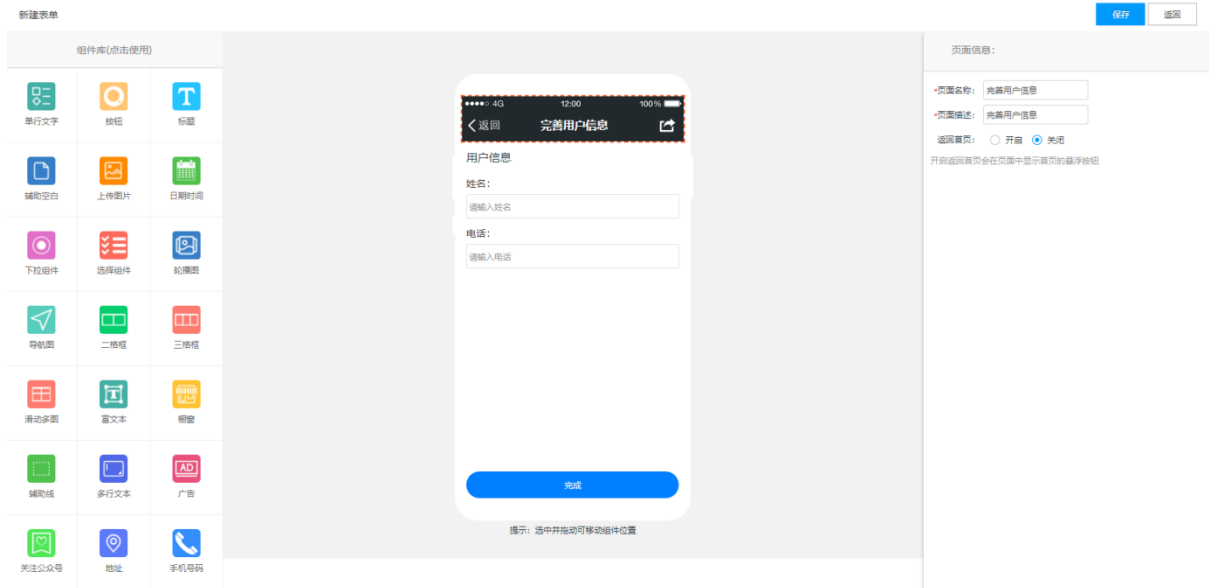 新建表单
保存 返回
组件库(点击使用)
单行文字 按钮 标题
辅助空白 上传图片 日期时间
下拉组件 选择组件 轮播图
导航图 二格框 三格框
滑动多图 富文本 橱窗
辅助线 多行文本 AD 广告
关注公众号 地址 手机号码
4G 12:00 100%
返回 完善用户信息
用户信息
姓名：
请输入姓名
电话：
请输入电话
完成
提示：选中并拖动可移动组件位置
页面信息：
*页面名称： 完善用户信息
*页面描述： 完善用户信息
返回首页： 开启 关闭
开启返回首页会在页面中显示首页的悬浮按钮